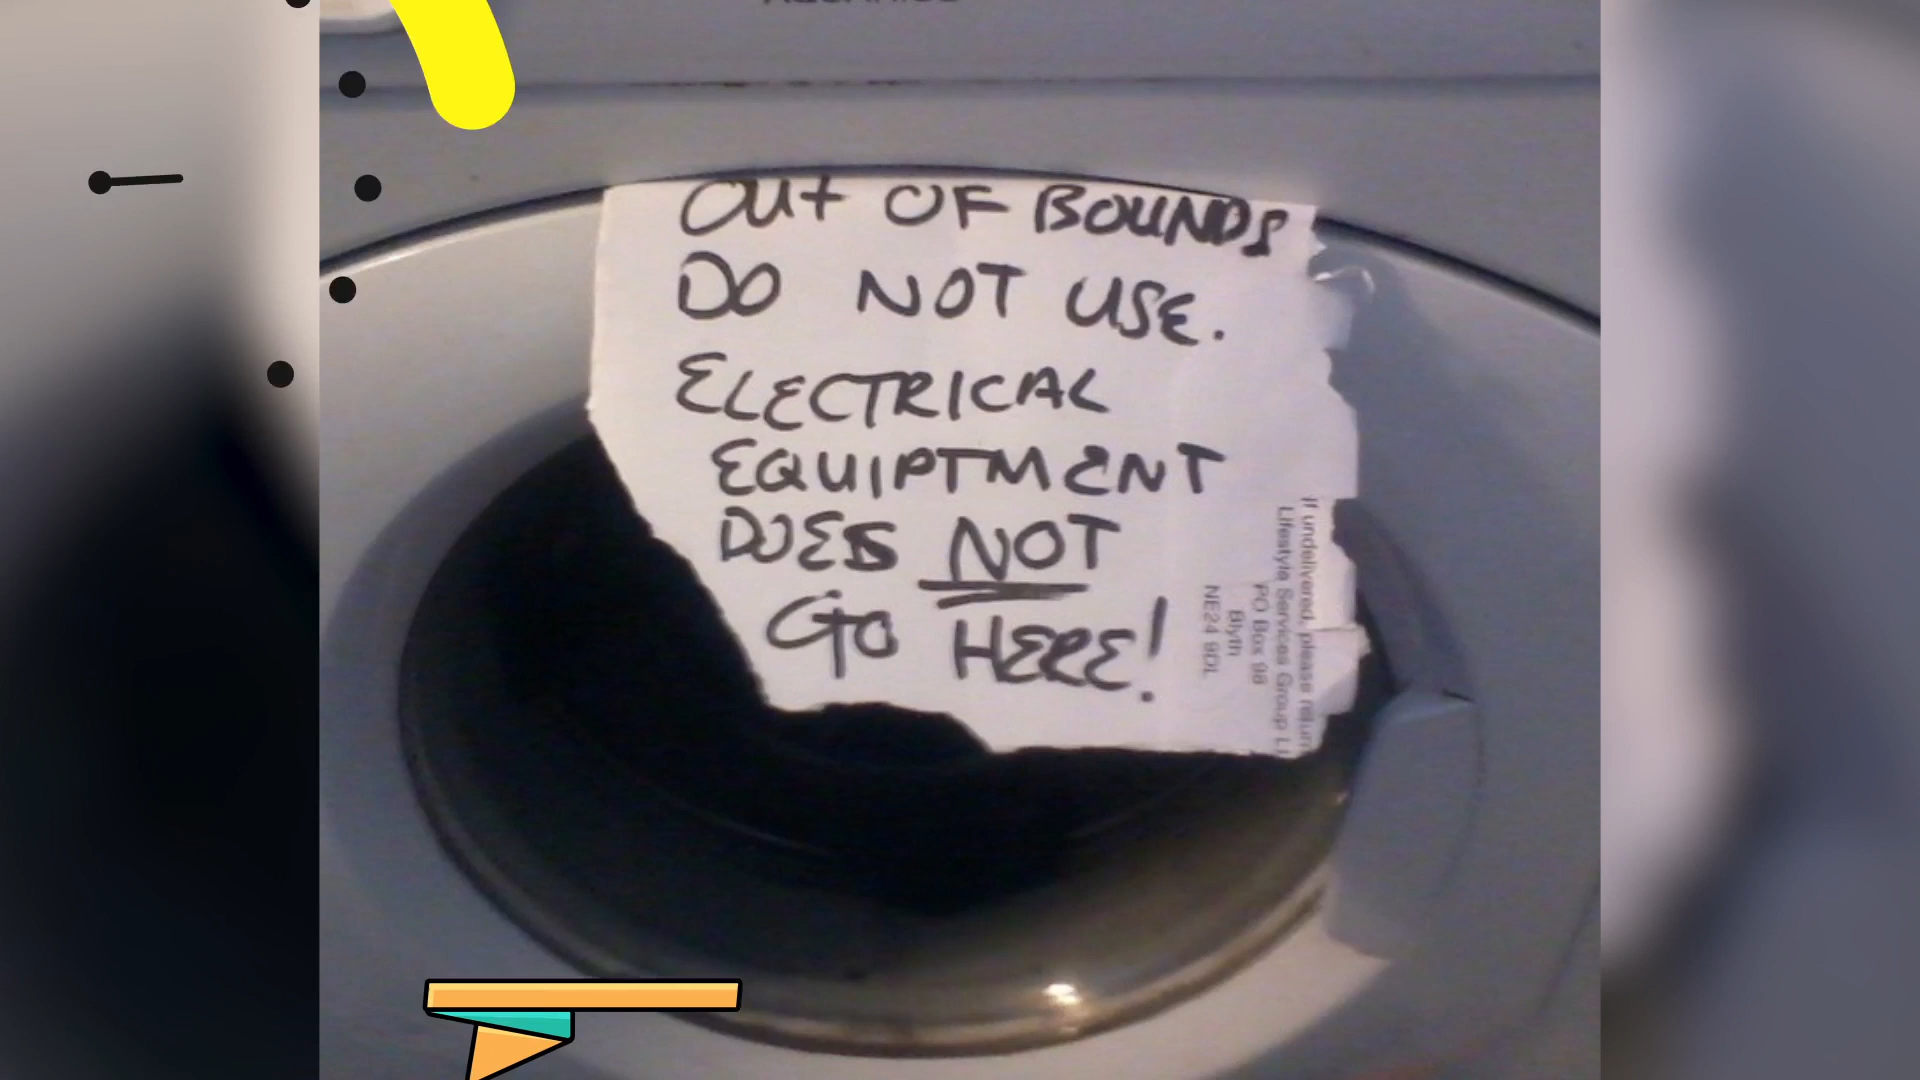 OUt OF BOUNDS
DO NOT USE.
ELECTRICAL
EQUIPTMENT
DOES NOT
GO HERE!
If undelivered, please return
Lifestyle Services Group L
PO Box 98
Blyth
NE24 9DL